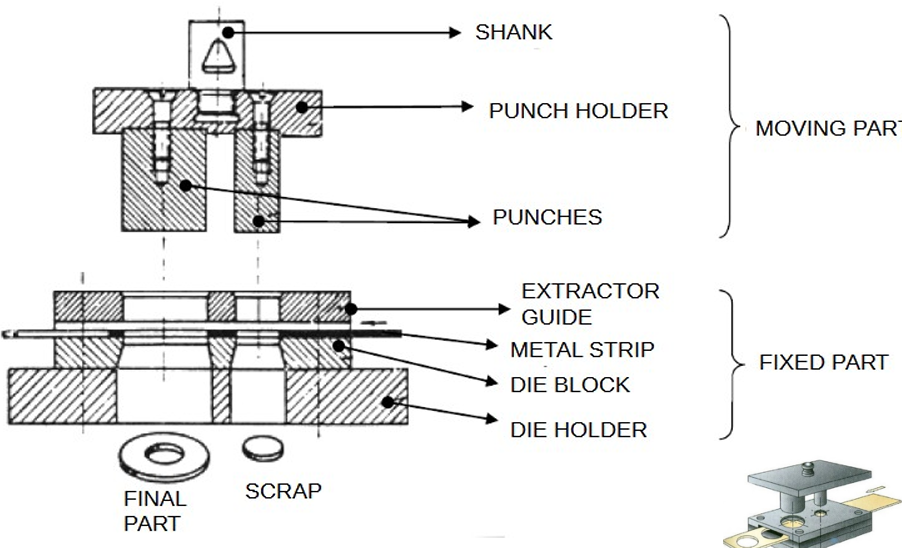 SHANK
PUNCH HOLDER
MOVING PART
PUNCHES
EXTRACTOR
GUIDE
METAL STRIP
FIXED PART
DIE BLOCK
DIE HOLDER
FINAL
PART
SCRAP